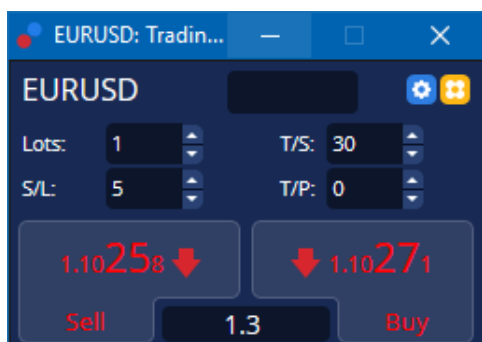 EURUSD: Tradin...
EURUSD
Lots: 1 T/S: 30
S/L: 5 T/P: 0
1.10258 1.10271
Sell 1.3 Buy